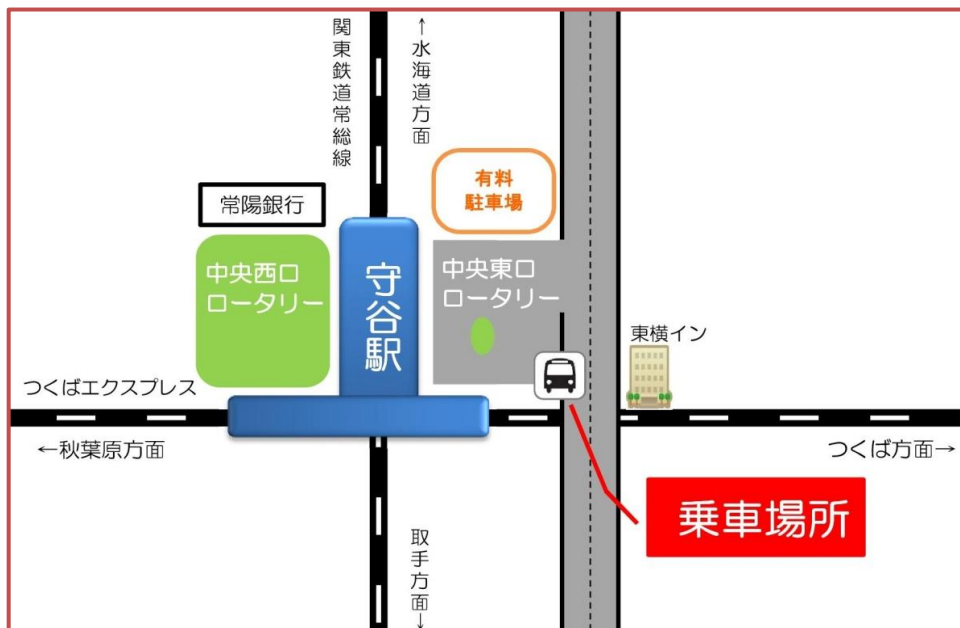 関東鉄道常総線
↑水海道方面
有料
駐車場
常陽銀行
中央西口
ロータリー
守谷駅
中央東口
ロータリー
東横イン
つくばエクスプレス
←秋葉原方面
つくば方面→
乗車場所
取手方面↓